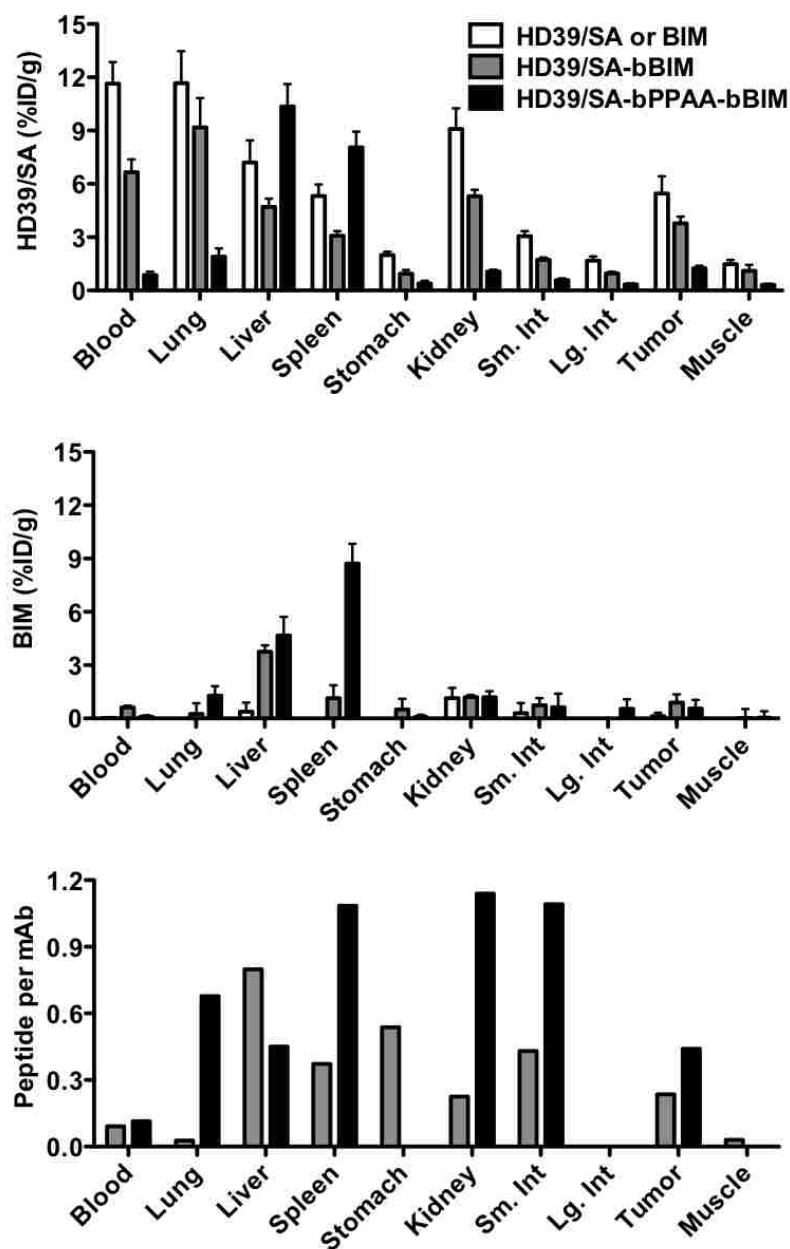 HD39/SA or BIM
HD39/SA-bBIM
HD39/SA-bPPAA-bBIM
HD39/SA (%ID/g)
15
12
9
6
3
0
Blood
Lung
Liver
Spleen
Stomach
Kidney
Sm. Int
Lg. Int
Tumor
Muscle
BIM (%ID/g)
15
12
9
6
3
0
Blood
Lung
Liver
Spleen
Stomach
Kidney
Sm. Int
Lg. Int
Tumor
Muscle
Peptide per mAb
1.2
0.9
0.6
0.3
0.0
Blood
Lung
Liver
Spleen
Stomach
Kidney
Sm. Int
Lg. Int
Tumor
Muscle